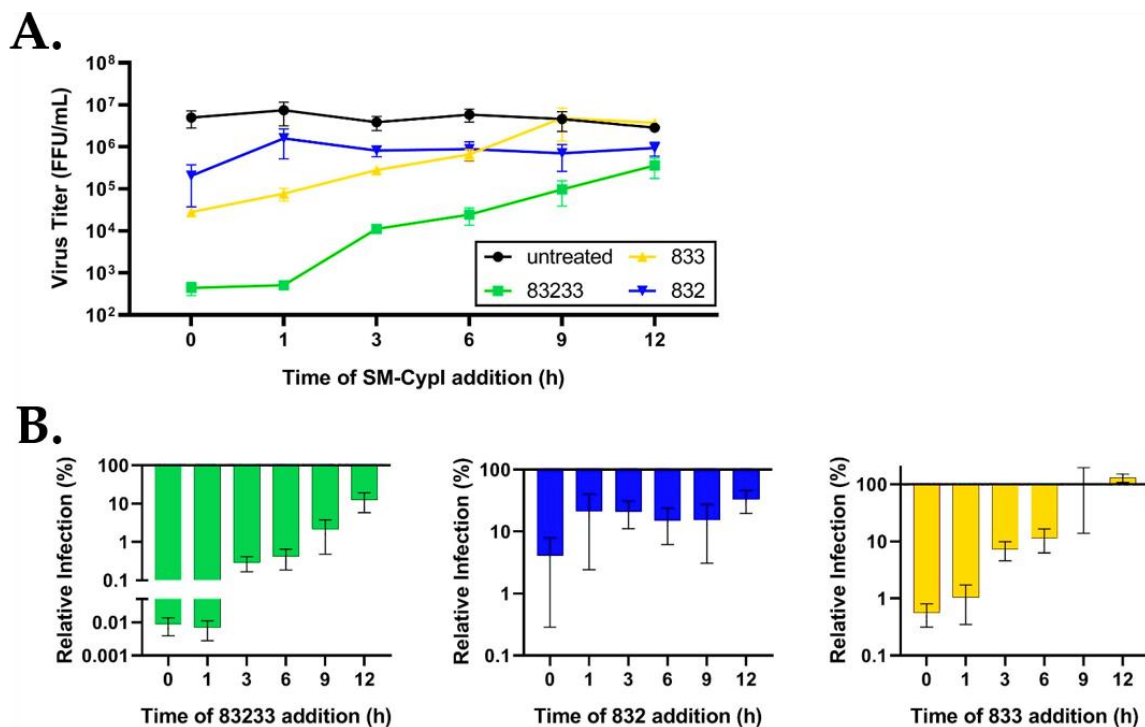 A.
10⁸
10⁷
10⁶
10⁵
10⁴
10³
10²
Virus Titer (FFU/mL)
untreated
833
83233
832
0 1 3 6 9 12
Time of SM-CypI addition (h)
B.
Relative Infection (%)
100
10
1
0.1
0.01
0.001
0 1 3 6 9 12
Time of 83233 addition (h)
Relative Infection (%)
100
10
1
0.1
0 1 3 6 9 12
Time of 832 addition (h)
Relative Infection (%)
100
10
1
0.1
0 1 3 6 9 12
Time of 833 addition (h)